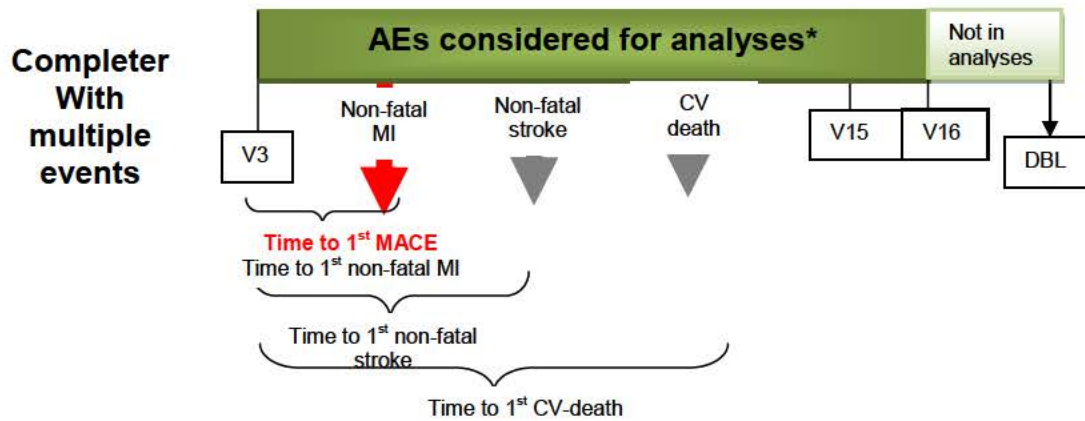 Completer
With
multiple
events
AEs considered for analyses*
Not in
analyses
Non-fatal
MI
Non-fatal
stroke
CV
death
V3
V15
V16
DBL
Time to 1st MACE
Time to 1st non-fatal MI
Time to 1st non-fatal
stroke
Time to 1st CV-death